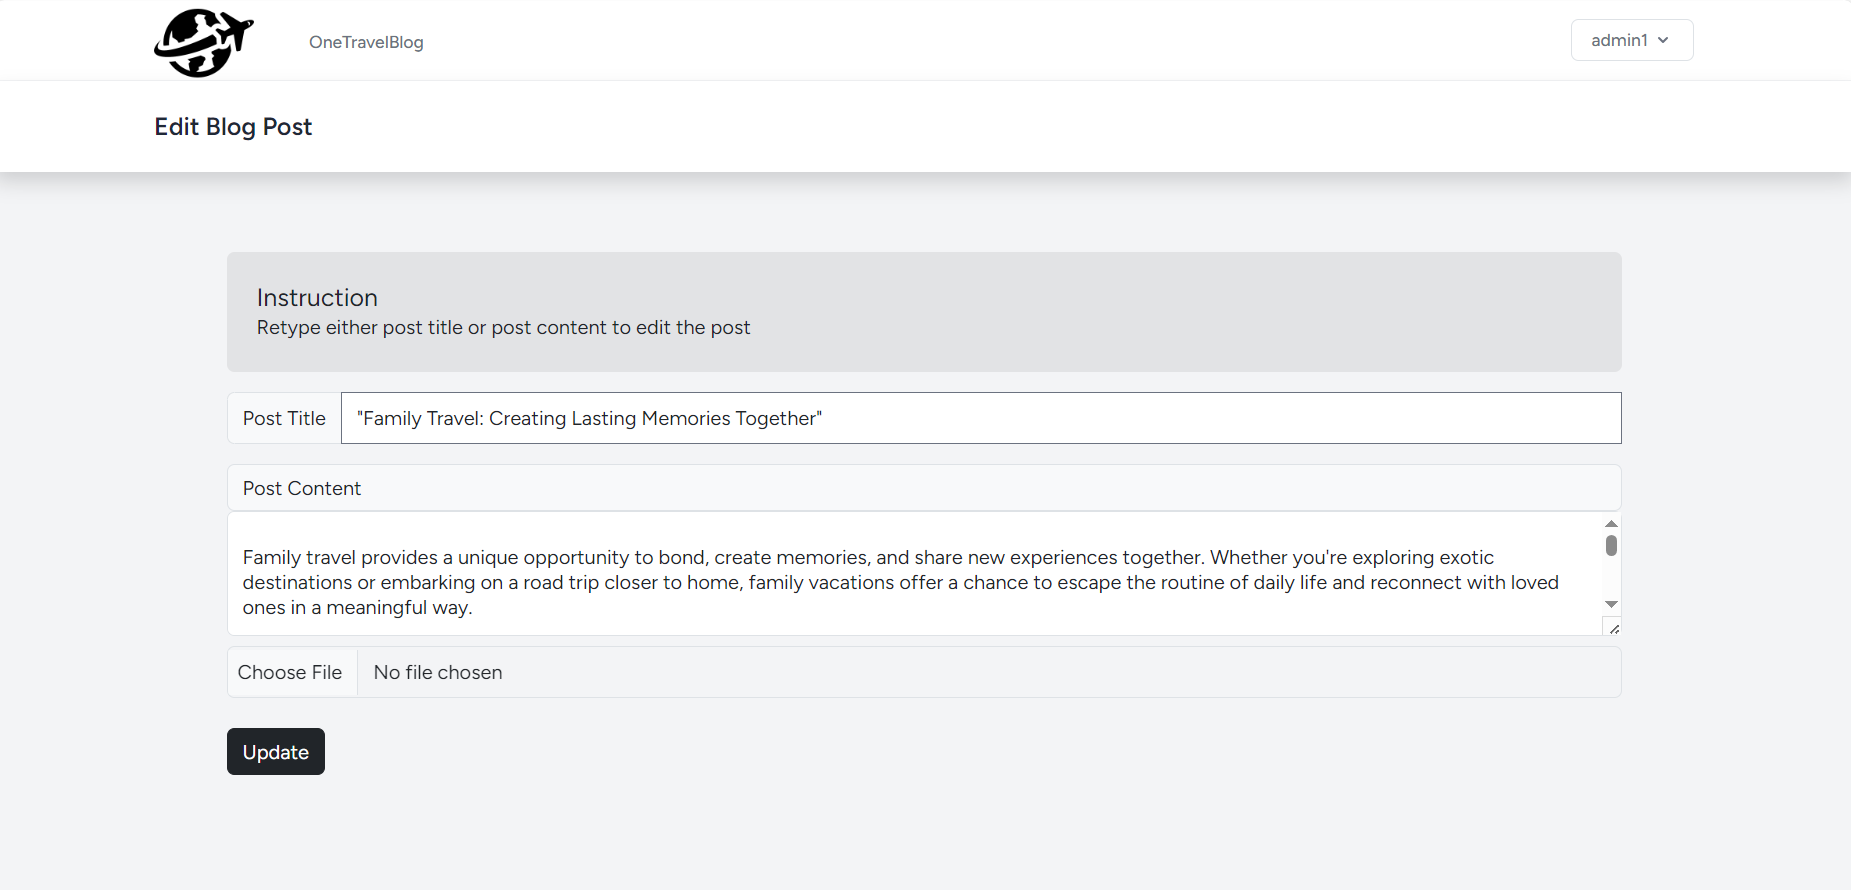 OneTravelBlog
admin1
Edit Blog Post
Instruction
Retype either post title or post content to edit the post
Post Title
"Family Travel: Creating Lasting Memories Together"
Post Content
Family travel provides a unique opportunity to bond, create memories, and share new experiences together. Whether you're exploring exotic
destinations or embarking on a road trip closer to home, family vacations offer a chance to escape the routine of daily life and reconnect with loved
ones in a meaningful way.
Choose File No file chosen
Update